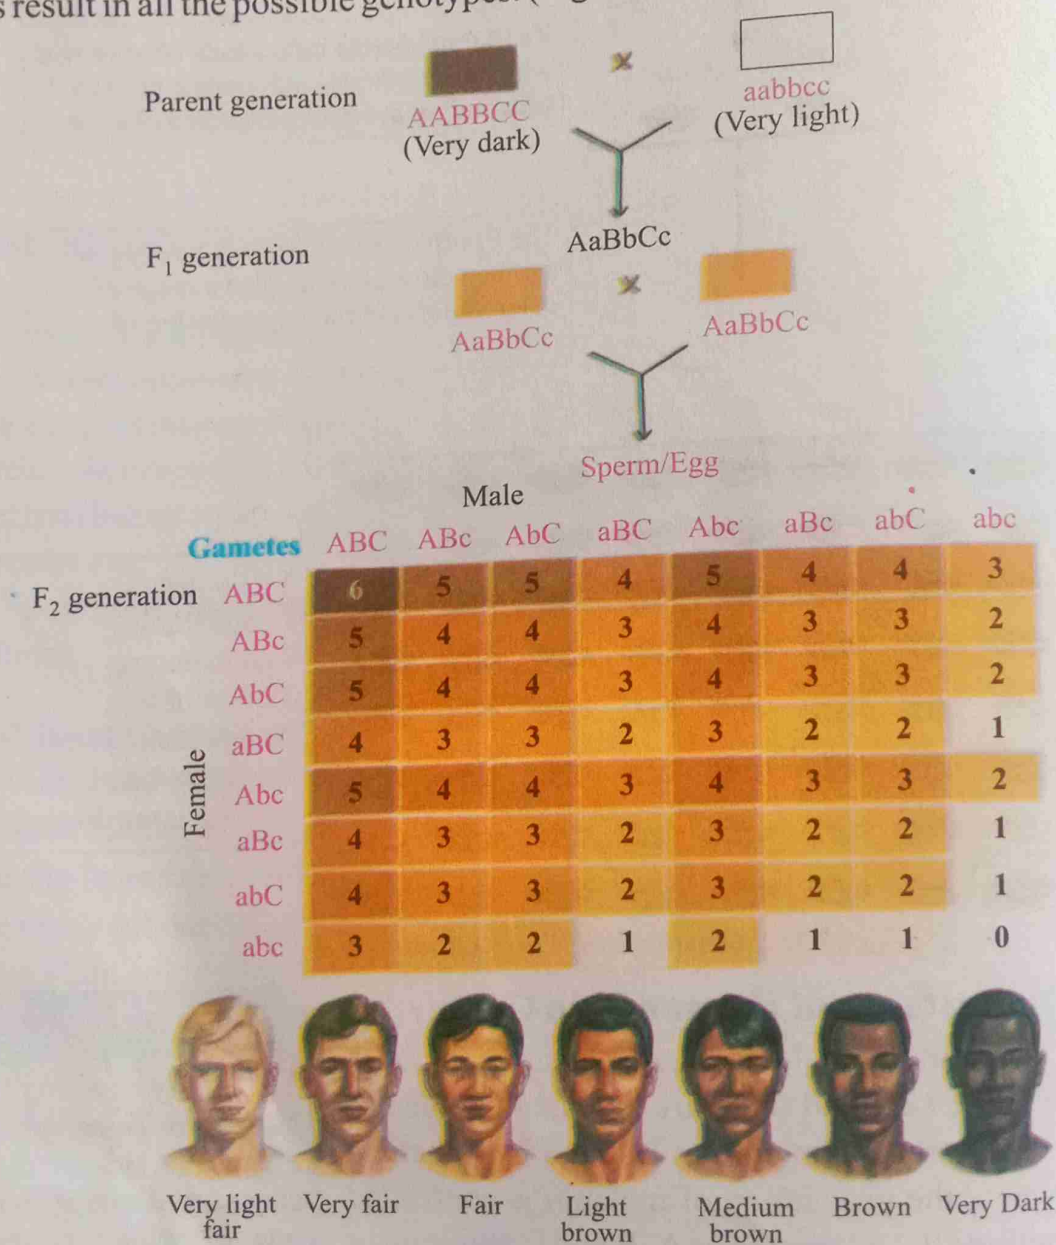 s result in all the possible genotypes. (
Parent generation
x
AABBCC
(Very dark)
aabbcc
(Very light)
AaBbCc
F₁ generation
x
AaBbCc
AaBbCc
Sperm/Egg
Male
Gametes ABC ABc AbC aBC Abc aBc abC abc
F₂ generation ABC 6 5 5 4 5 4 4 3
ABc 5 4 4 3 4 3 3 2
AbC 5 4 4 3 4 3 3 2
aBC 4 3 3 2 3 2 2 1
Female
Abc 5 4 4 3 4 3 3 2
aBc 4 3 3 2 3 2 2 1
abC 4 3 3 2 3 2 2 1
abc 3 2 2 1 2 1 1 0
Very light Very fair Fair Light Medium Brown Very Dark
fair brown brown